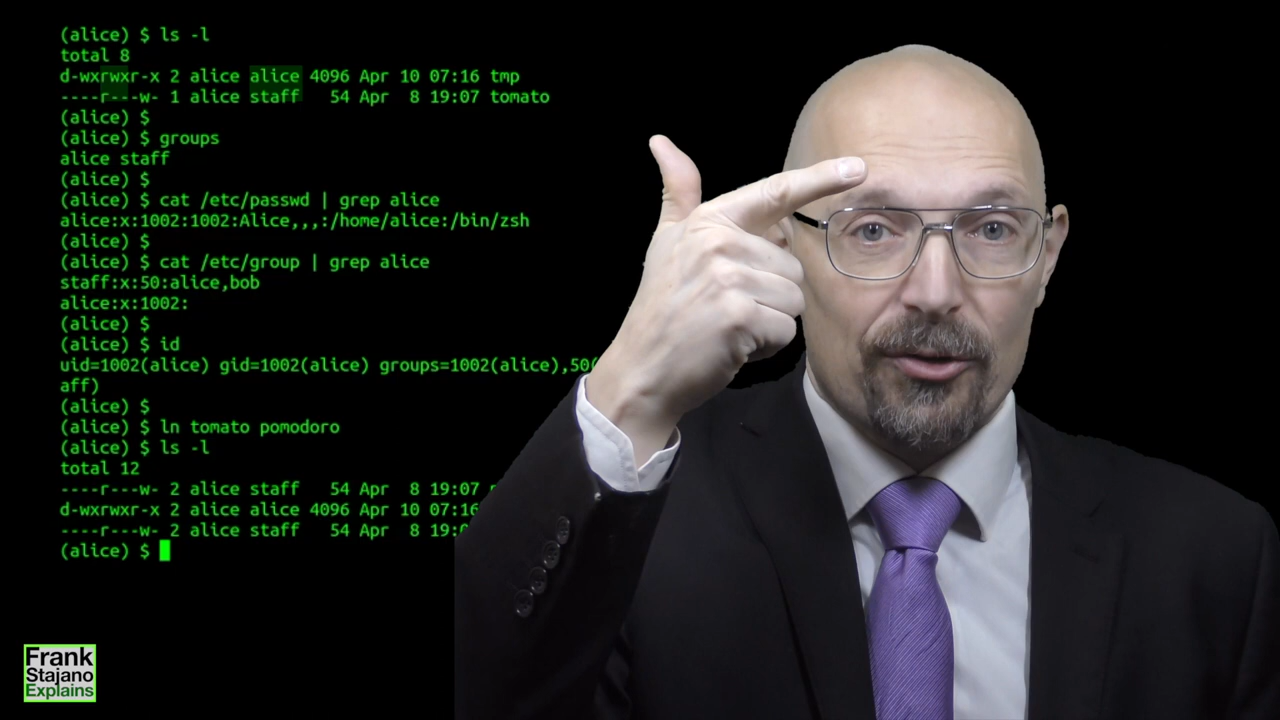 (alice) $ ls -l
total 8
d-wxrwxr-x 2 alice alice 4096 Apr 10 07:16 tmp
----r---w- 1 alice staff   54 Apr  8 19:07 tomato
(alice) $
(alice) $ groups
alice staff
(alice) $
(alice) $ cat /etc/passwd | grep alice
alice:x:1002:1002:Alice,,,:/home/alice:/bin/zsh
(alice) $
(alice) $ cat /etc/group | grep alice
staff:x:50:alice,bob
alice:x:1002:
(alice) $
(alice) $ id
uid=1002(alice) gid=1002(alice) groups=1002(alice),50(
aff)
(alice) $
(alice) $ ln tomato pomodoro
(alice) $ ls -l
total 12
----r---w- 2 alice staff   54 Apr  8 19:07
d-wxrwxr-x 2 alice alice 4096 Apr 10 07:16
----r---w- 2 alice staff   54 Apr  8
(alice) $
Frank
Stajano
Explains